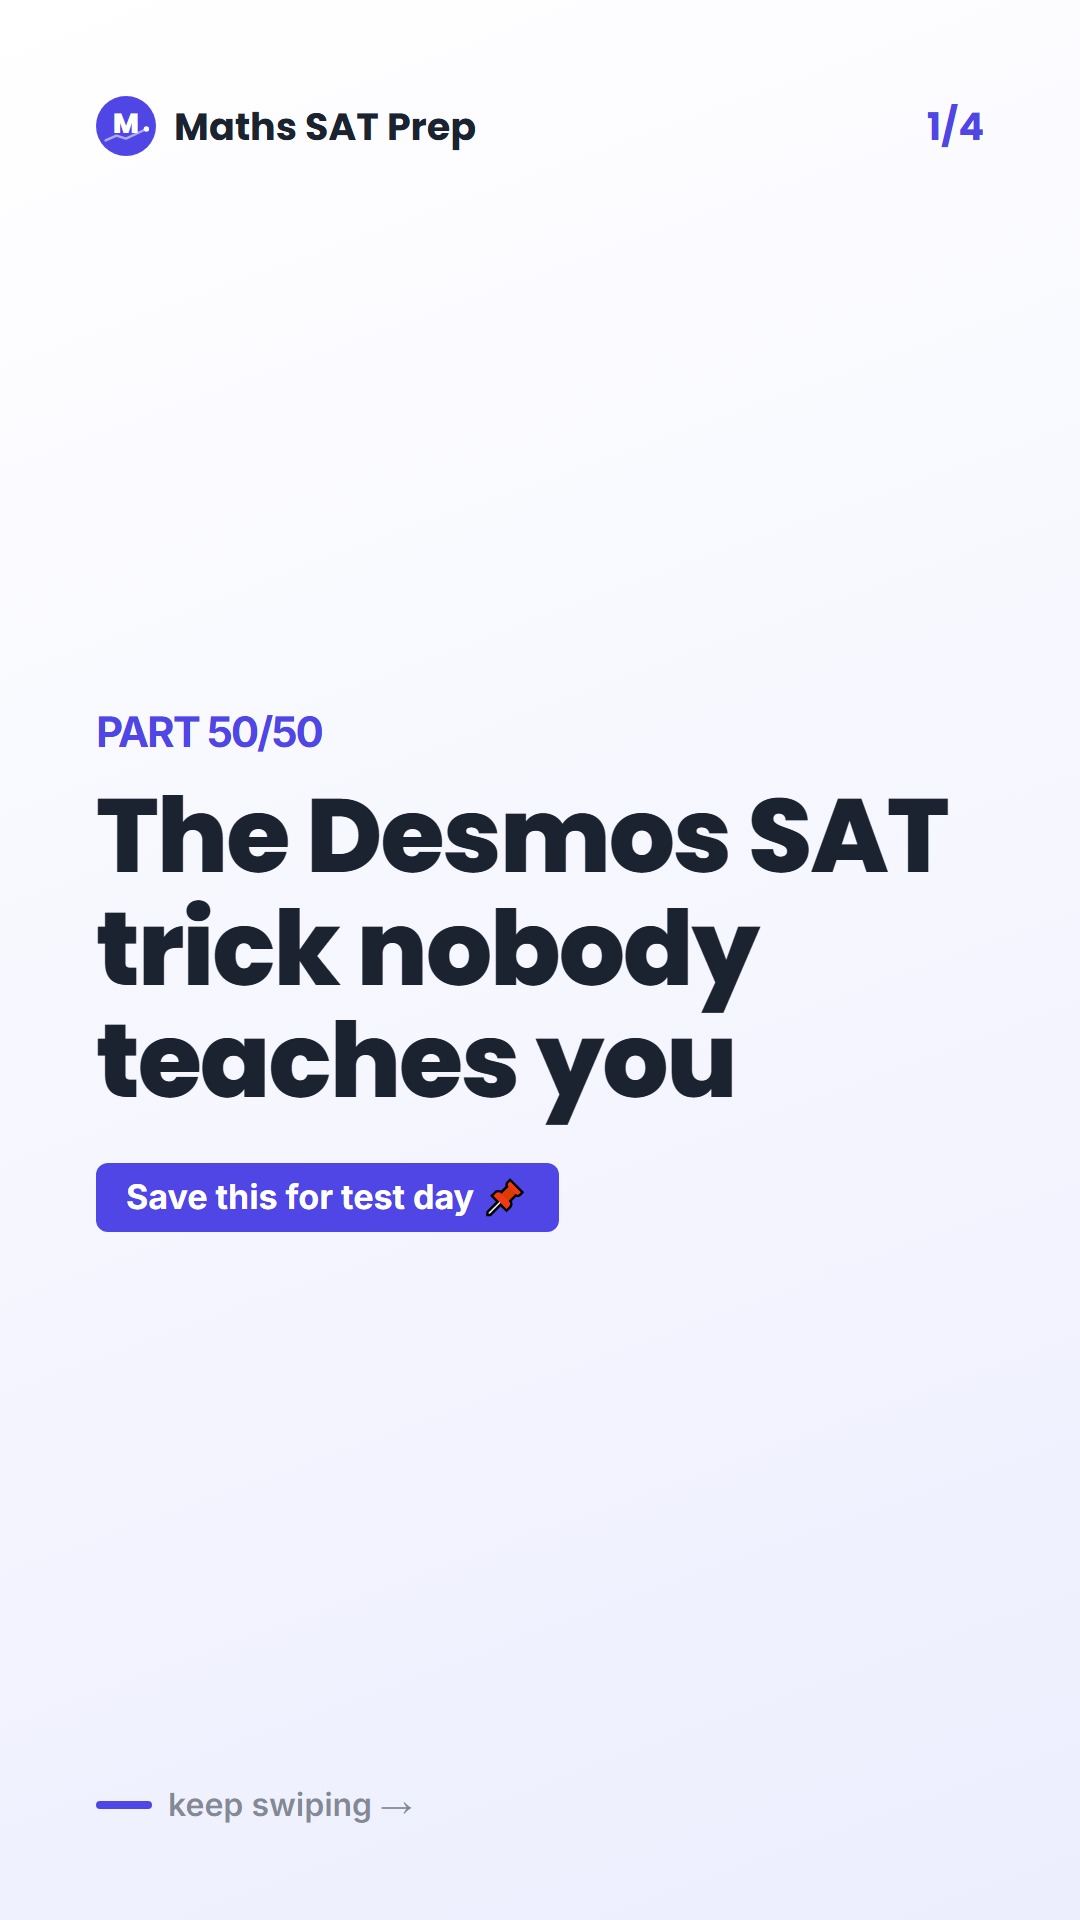 M
Maths SAT Prep
1/4
PART 50/50
The Desmos SAT
trick nobody
teaches you
Save this for test day 📌
keep swiping →